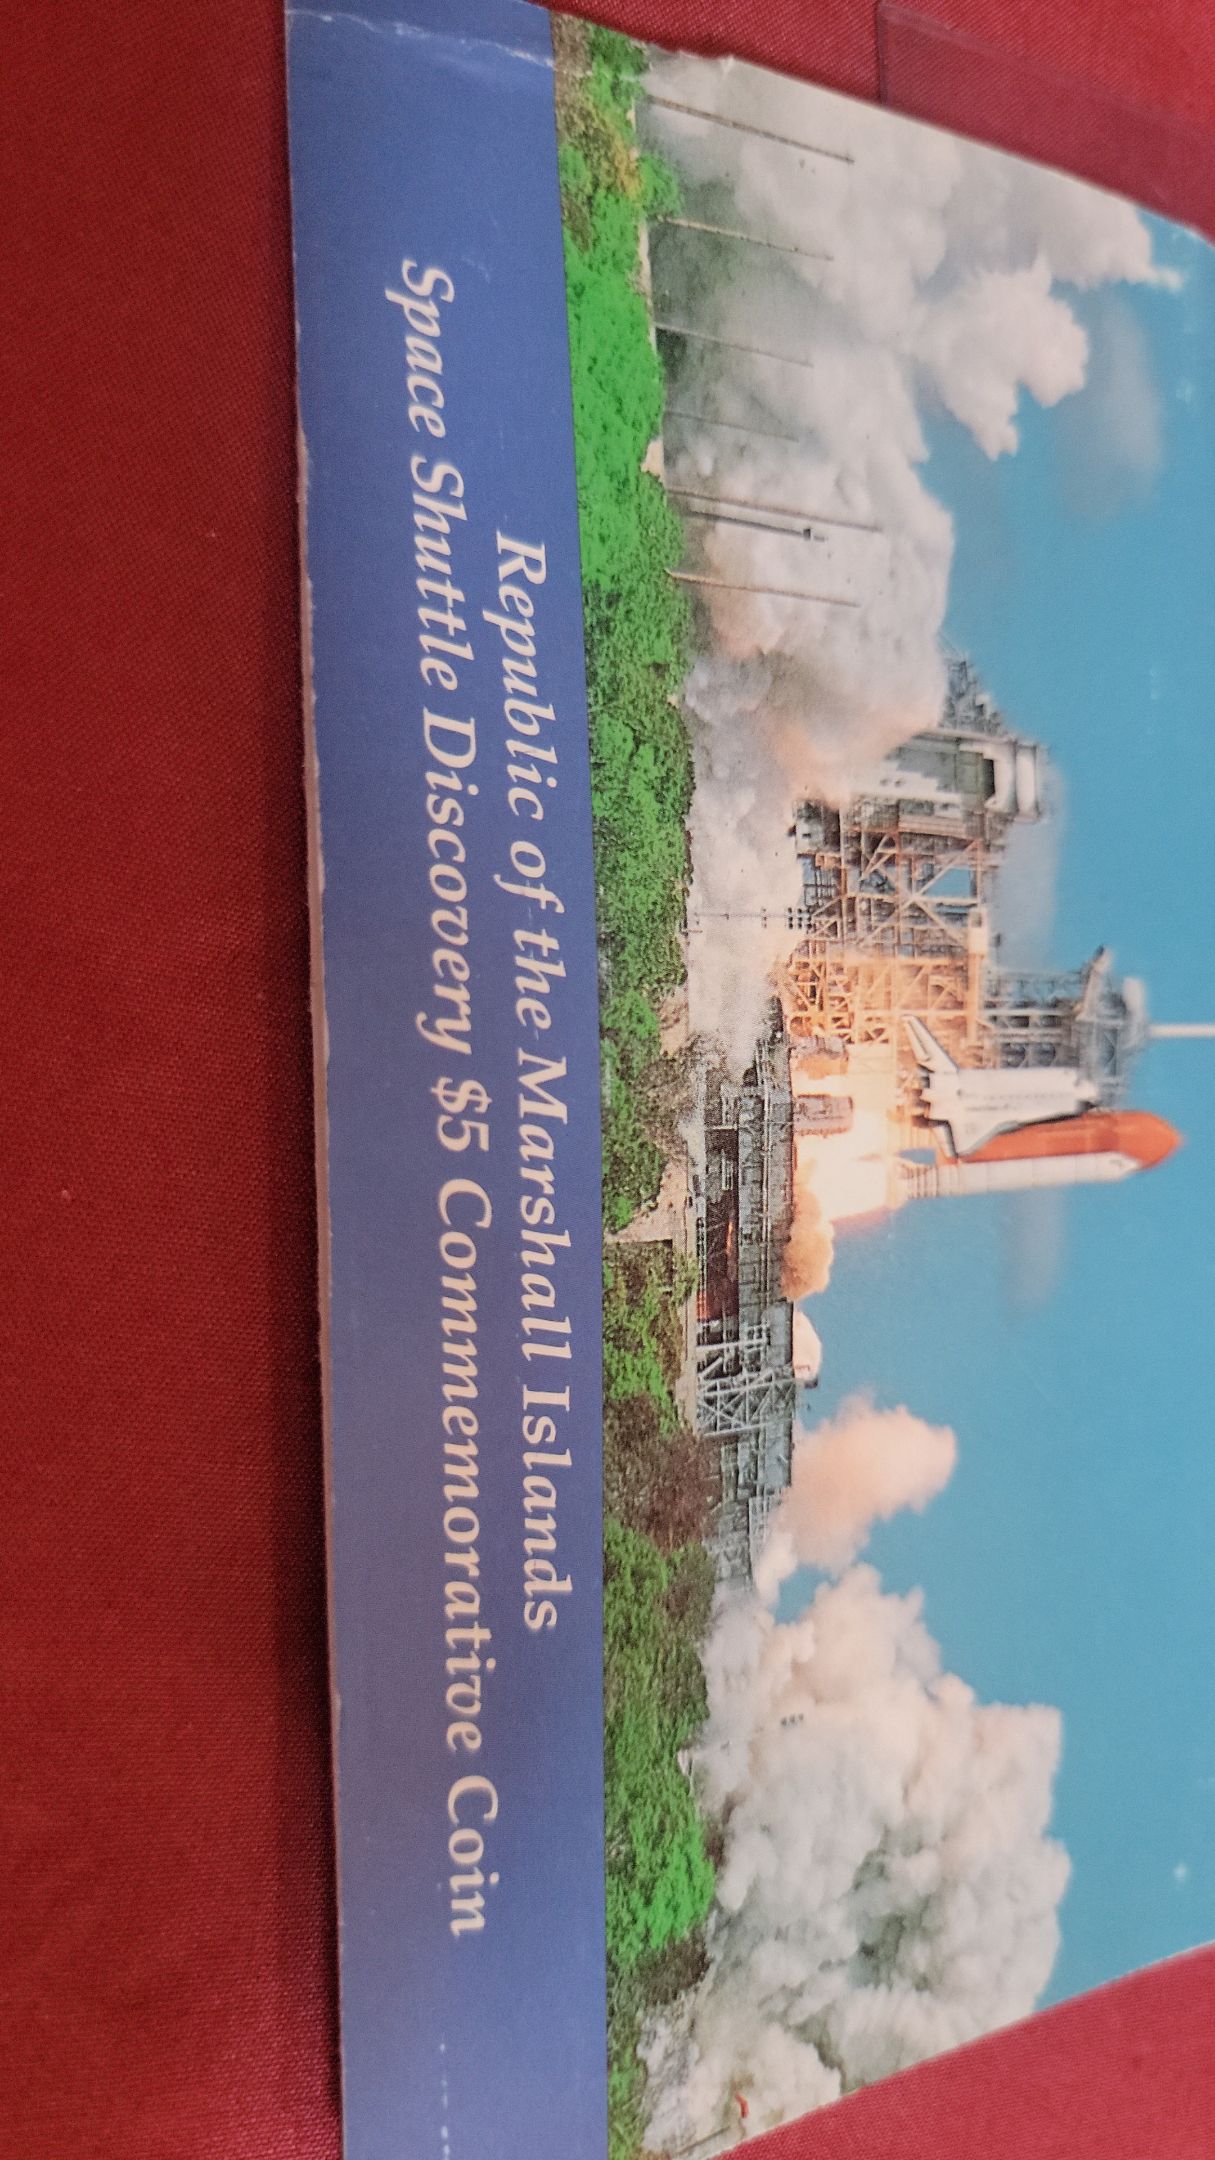 Republic of the Marshall Islands
Space Shuttle Discovery $5 Commemorative Coin